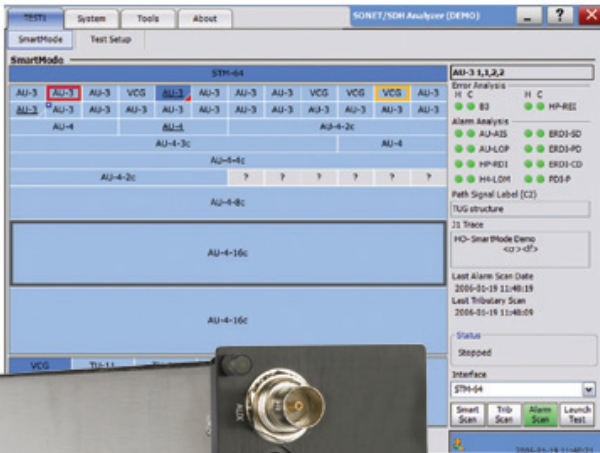 TESTs System Tools About SONET/SDH Analyzer (DEMO)
SmartMode Test Setup
SmartMode
STM-64
AU-3 AU-3 AU-3 VCG AU-3 AU-3 AU-3 AU-3 VCG VCG VCG AU-3
AU-3 AU-3 AU-3 AU-3 AU-3 AU-3 AU-3 AU-3 AU-3 AU-3 AU-3 AU-3
AU-4 AU-4 AU-4-2c
AU-4-3c AU-4
AU-4-4c
AU-4-2c ? ? ? ? ? ?
AU-4-8c
AU-4-16c
AU-4-16c
VCG TU-11
AUX
AU-3 1,1,2,2
Error Analysis
H C H C
B3 HP-REI
Alarm Analysis
AU-AIS ERDI-SD
AU-LOP ERDI-PD
HP-RDI ERDI-CD
H4-LOM PDI-P
Path Signal Label (C2)
TUG structure
J1 Trace
HO- SmartMode Demo
<cr><lf>
Last Alarm Scan Date
2006-01-19 11:40:19
Last Tributary Scan
2006-01-19 11:40:09
Status
Stopped
Interface
STM-64
Smart Scan Trib Scan Alarm Scan Launch Test